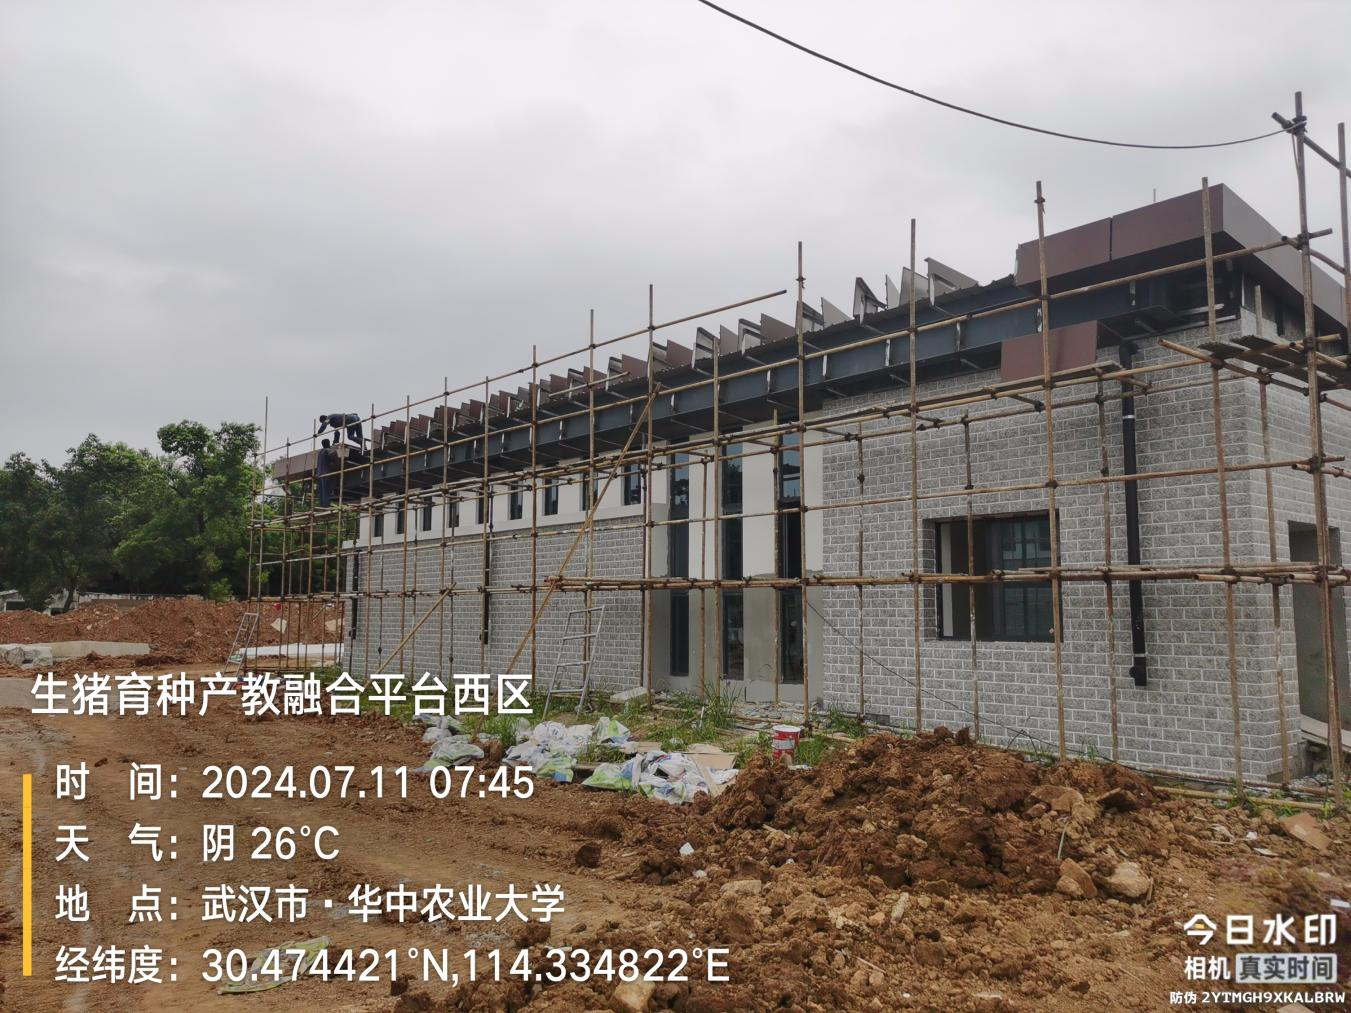 生猪育种产教融合平台西区
时 间：2024.07.11 07:45
天 气：阴 26°C
地 点：武汉市·华中农业大学
经纬度：30.474421°N,114.334822°E
今日水印
相机 真实时间
防伪 2YTMGH9XKALBRW